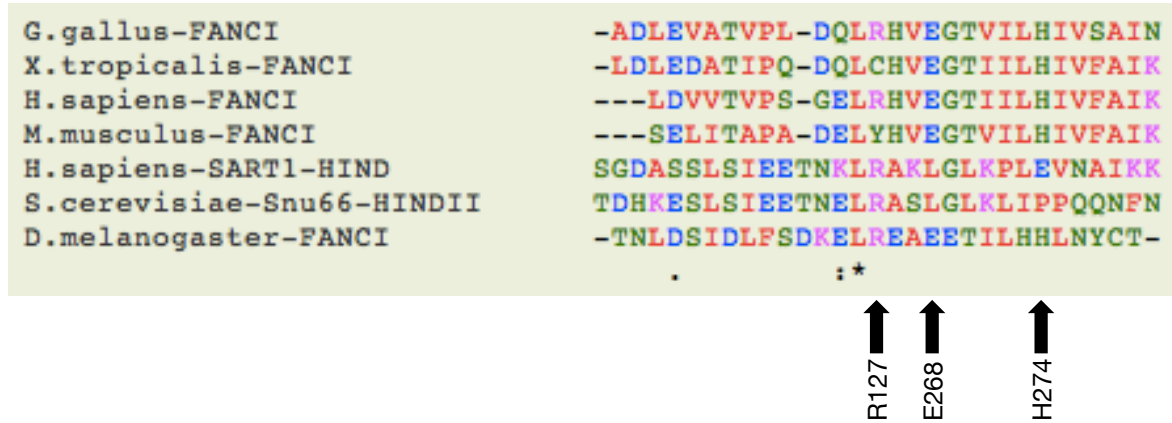 G.gallus-FANCI -ADLEVATVPL-DQLRHVEGTVILHIVSAIN
X.tropicalis-FANCI -LDLEDATIPQ-DQLCHVEGTIILHIVFAIK
H.sapiens-FANCI ---LDVVTVPS-GELRHVEGTIILHIVFAIK
M.musculus-FANCI ---SELITAPA-DELYHVEGTVILHIVFAIK
H.sapiens-SART1-HIND SGDASSLSIEETNKLRAKLGLKPLEVNAIKK
S.cerevisiae-Snu66-HINDII TDHKESLSIEETNELRASLGLKLIPPQQNFN
D.melanogaster-FANCI -TNLDSIDLFSDKELREAEETILHHLNYCT-
. :*
R127 E268 H274